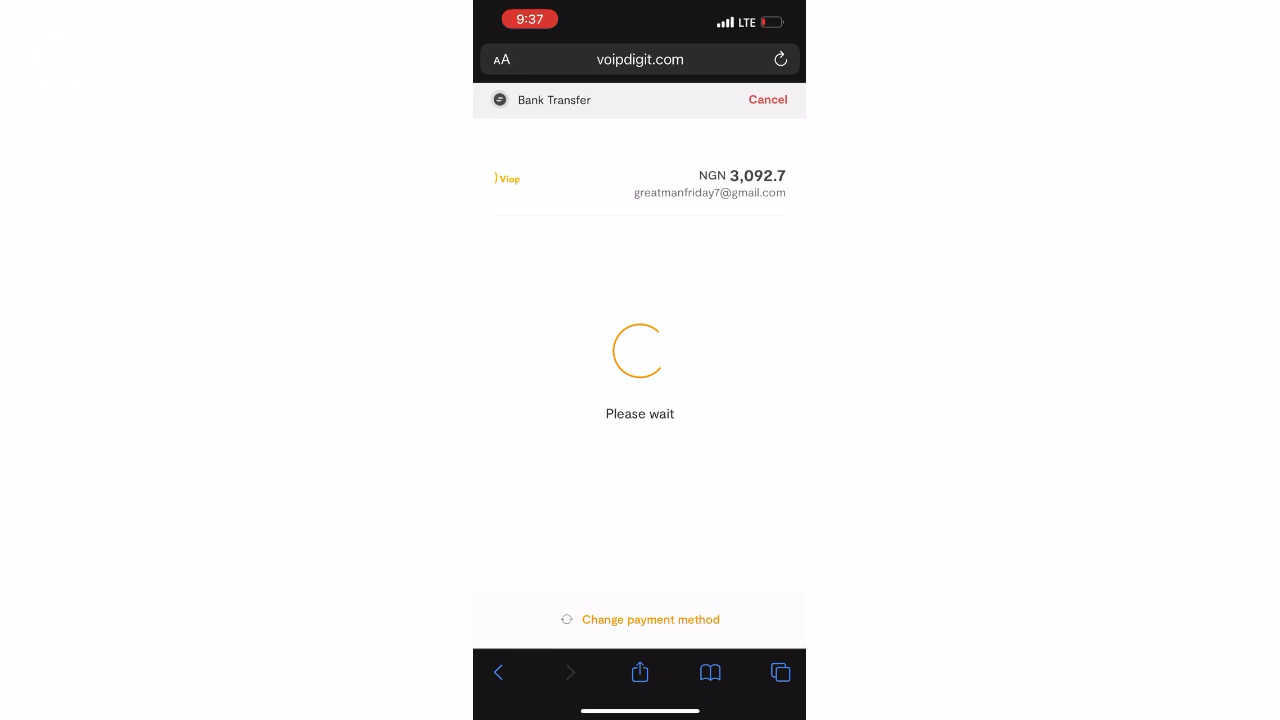 9:37
LTE
AA
voipdigit.com
Bank Transfer
Cancel
Viop
NGN 3,092.7
greatmanfriday7@gmail.com
Please wait
Change payment method